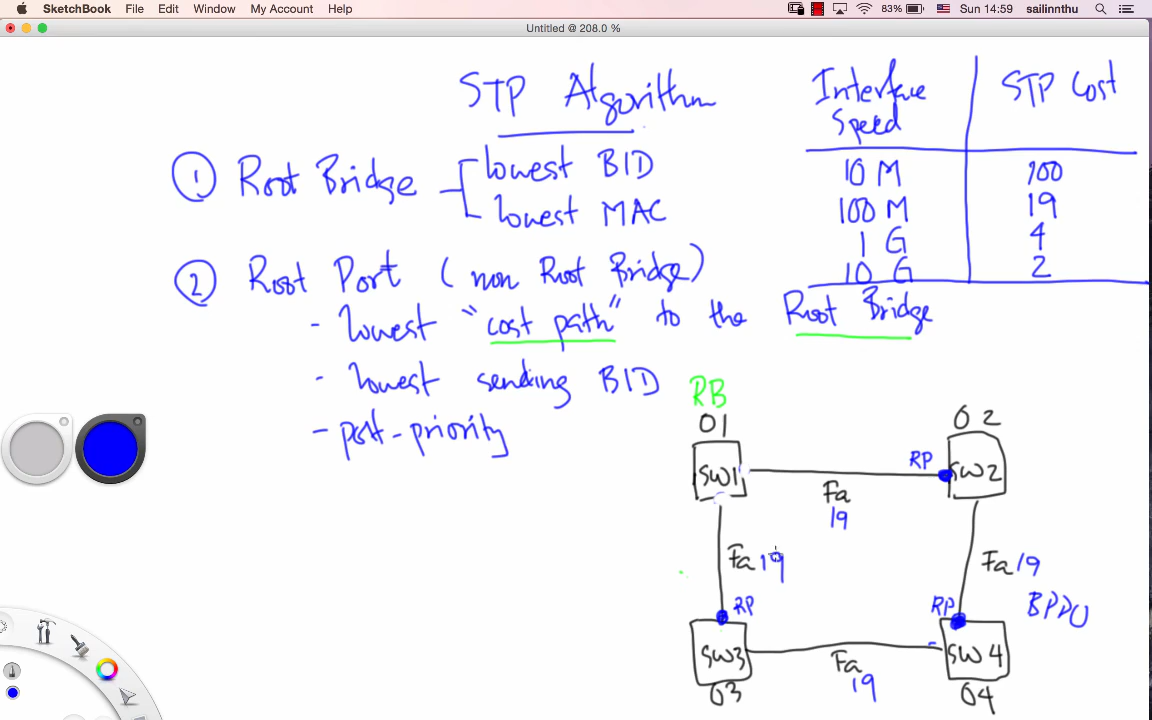 SketchBook File Edit Window My Account Help 83% Sun 14:59 sailinnthu
Untitled @ 208.0 %
STP Algorithm
① Root Bridge
lowest BID
lowest MAC
② Root Port (non Root Bridge)
- lowest "cost path" to the Root Bridge
- lowest sending BID
- port-priority
Interface Speed STP Cost
10 M 100
100 M 19
1 G 4
10 G 2
RB
01 02
SW1 RP SW2
Fa
19
Fa 19 Fa 19
RP RP BPDU
SW3 Fa SW4
19
03 04